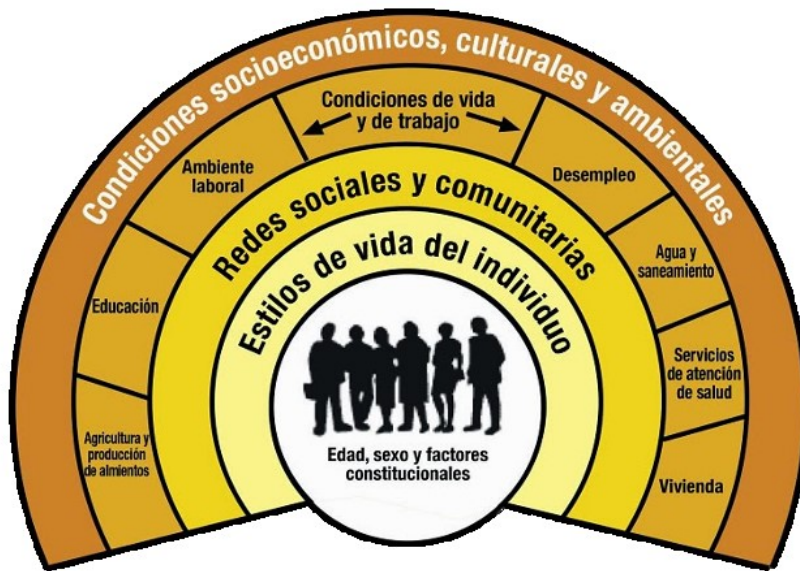 Condiciones socioeconómicos, culturales y ambientales
Condiciones de vida
y de trabajo
Ambiente
laboral
Desempleo
Educación
Agua y
saneamiento
Agricultura y
producción
de almientos
Servicios
de atención
de salud
Vivienda
Redes sociales y comunitarias
Estilos de vida del individuo
Edad, sexo y factores
constitucionales